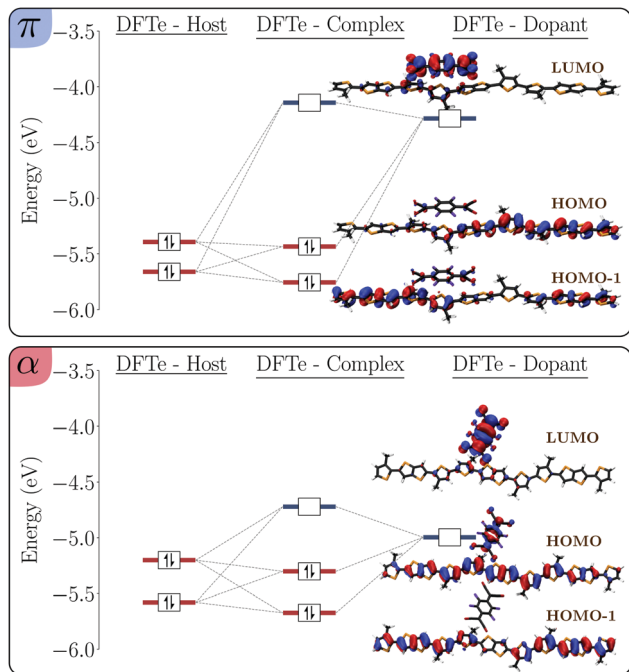 π
DFTe - Host DFTe - Complex DFTe - Dopant
Energy (eV)
−3.5
−4.0
−4.5
−5.0
−5.5
−6.0
LUMO
HOMO
HOMO-1
α
DFTe - Host DFTe - Complex DFTe - Dopant
Energy (eV)
−3.5
−4.0
−4.5
−5.0
−5.5
−6.0
LUMO
HOMO
HOMO-1